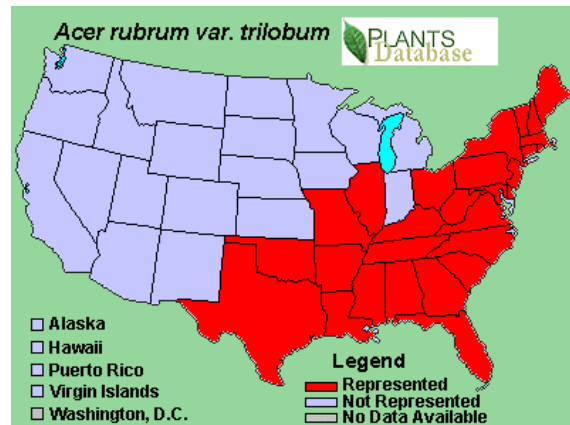 Acer rubrum var. trilobum
PLANTS
Database
Alaska
Hawaii
Puerto Rico
Virgin Islands
Washington, D.C.
Legend
Represented
Not Represented
No Data Available